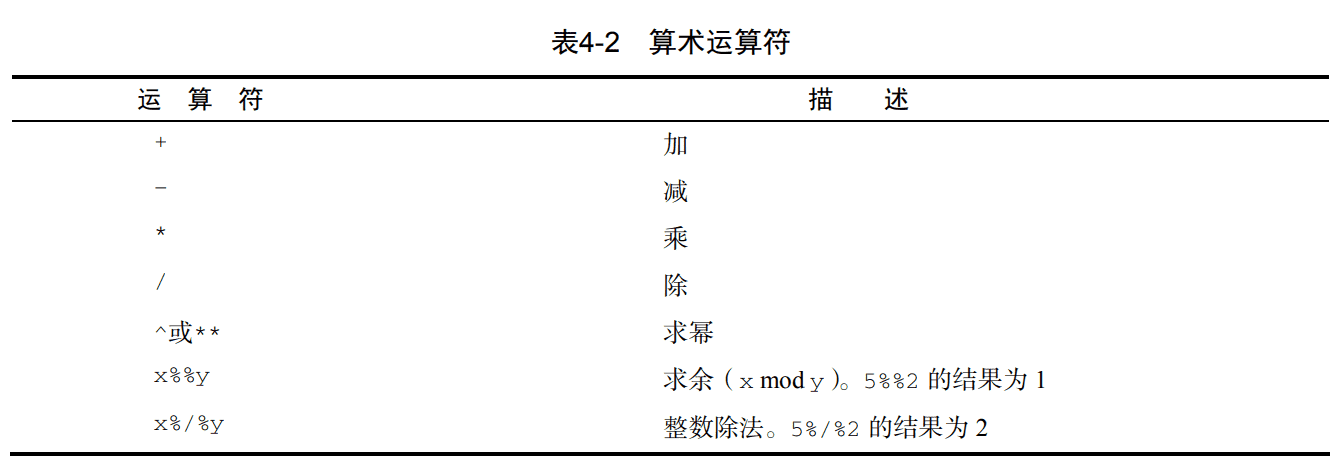 表4-2 算术运算符
运 算 符 描 述
+ 加
- 减
* 乘
/ 除
^或** 求幂
x%%y 求余(x mod y)。5%%2 的结果为 1
x%/%y 整数除法。5%/%2 的结果为 2